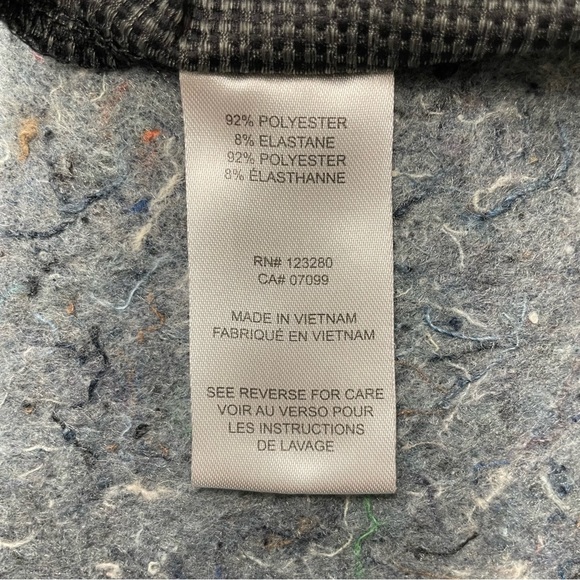 92% POLYESTER
8% ELASTANE
92% POLYESTER
8% ÉLASTHANNE
RN# 123280
CA# 07099
MADE IN VIETNAM
FABRIQUÉ EN VIETNAM
SEE REVERSE FOR CARE
VOIR AU VERSO POUR
LES INSTRUCTIONS
DE LAVAGE